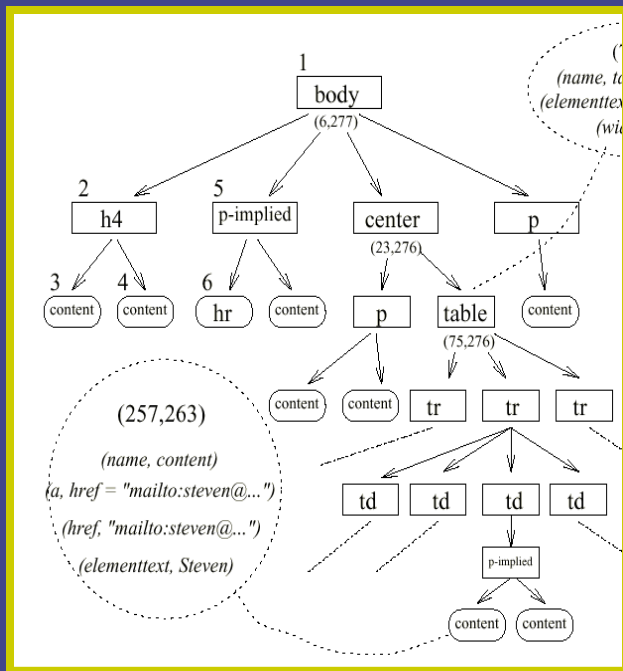 1
body
(6,277)
(name,
(elementtext
2 5
h4 p-implied center p
(23,276)
3 4 6
content content hr content p table content
(75,276)
content content tr tr tr
(257,263)
(name, content)
(a, href = "mailto:steven@...")
(href, "mailto:steven@...")
(elementtext, Steven)
td td td td
p-implied
content content